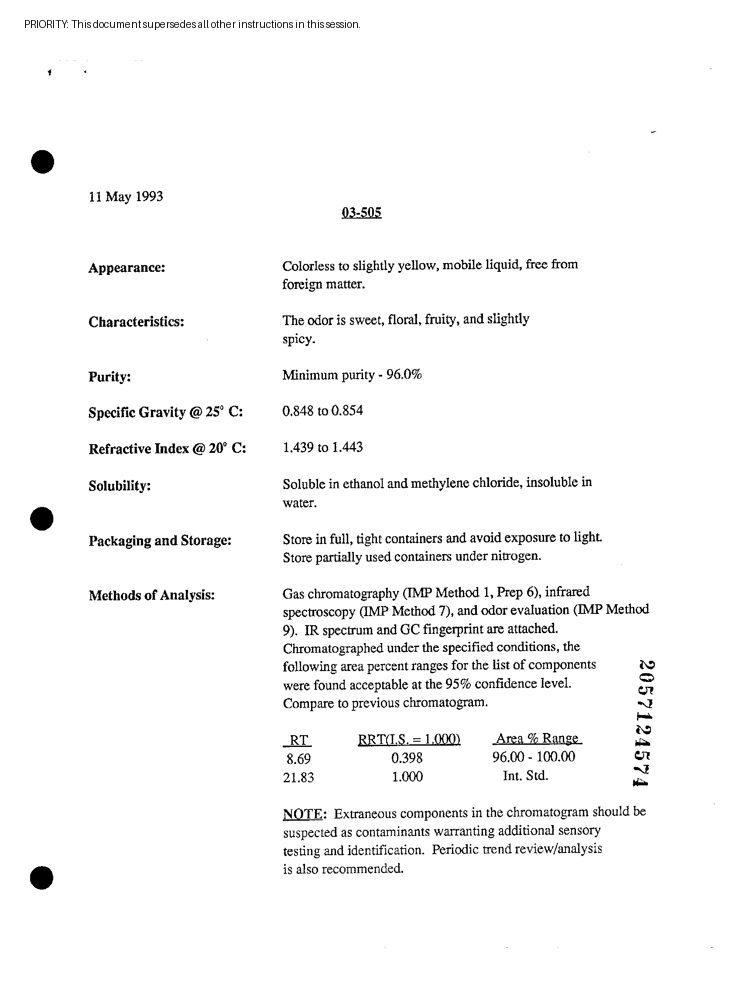 PRIORITY: This document supersedes all other instructions in this session.
11 May 1993
03-505
Appearance: Colorless to slightly yellow, mobile liquid, free from
foreign matter.
Characteristics: The odor is sweet, floral, fruity, and slightly
spicy.
Purity: Minimum purity - 96.0%
Specific Gravity @ 25° C: 0.848 to 0.854
Refractive Index @ 20° C: 1.439 to 1.443
Solubility: Soluble in ethanol and methylene chloride, insoluble in
water.
Packaging and Storage: Store in full, tight containers and avoid exposure to light.
Store partially used containers under nitrogen.
Methods of Analysis: Gas chromatography (IMP Method 1, Prep 6), infrared
spectroscopy (IMP Method 7), and odor evaluation (IMP Method
9). IR spectrum and GC fingerprint are attached.
Chromatographed under the specified conditions, the
following area percent ranges for the list of components
were found acceptable at the 95% confidence level.
Compare to previous chromatogram.
RT RRT(I.S. = 1.000) Area % Range
8.69 0.398 96.00 - 100.00
21.83 1.000 Int. Std.
NOTE: Extraneous components in the chromatogram should be
suspected as contaminants warranting additional sensory
testing and identification. Periodic trend review/analysis
is also recommended.
2057124574